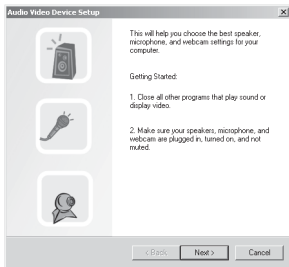 Audio Video Device Setup
This will help you choose the best speaker,
microphone, and webcam settings for your
computer.
Getting Started:
1. Close all other programs that play sound or
display video.
2. Make sure your speakers, microphone, and
webcam are plugged in, turned on, and not
muted.
< Back
Next >
Cancel